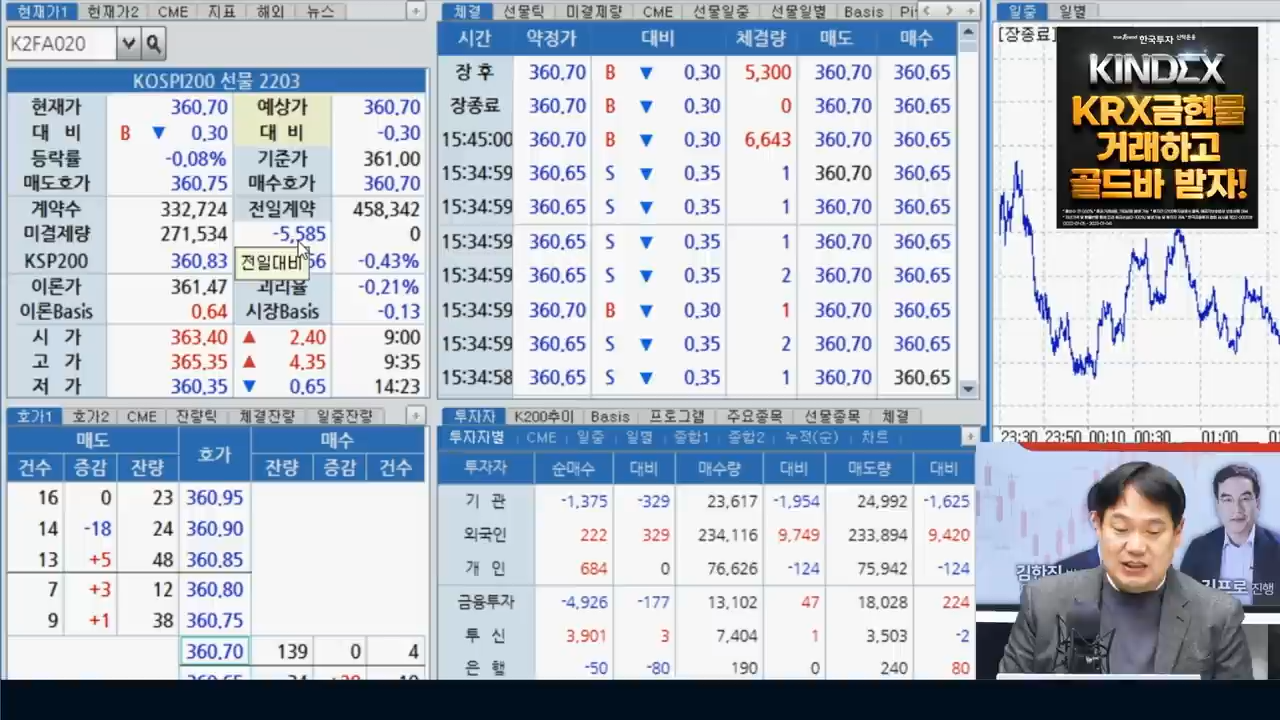 현재가1 현재가2 CME 지표 해외 뉴스 +
K2FA020
KOSPI200 선물 2203
현재가 360.70 예상가 360.70
대 비 B ▼ 0.30 대 비 -0.30
등락률 -0.08% 기준가 361.00
매도호가 360.75 매수호가 360.70
계약수 332,724 전일계약 458,342
미결제량 271,534 -5,585 0
KSP200 360.83 전일대비 56 -0.43%
이론가 361.47 괴리율 -0.21%
이론Basis 0.64 시장Basis -0.13
시 가 363.40 ▲ 2.40 9:00
고 가 365.35 ▲ 4.35 9:35
저 가 360.35 ▼ 0.65 14:23
체결 선물틱 미결제량 CME 선물일중 선물일별 Basis
시간 약정가 대비 체결량 매도 매수
장 후 360.70 B ▼ 0.30 5,300 360.70 360.65
장종료 360.70 B ▼ 0.30 0 360.70 360.65
15:45:00 360.70 B ▼ 0.30 6,643 360.70 360.65
15:34:59 360.65 S ▼ 0.35 1 360.70 360.65
15:34:59 360.65 S ▼ 0.35 1 360.70 360.65
15:34:59 360.65 S ▼ 0.35 1 360.70 360.65
15:34:59 360.65 S ▼ 0.35 2 360.70 360.65
15:34:59 360.70 B ▼ 0.30 1 360.70 360.65
15:34:59 360.65 S ▼ 0.35 2 360.70 360.65
15:34:58 360.65 S ▼ 0.35 1 360.70 360.65
일중 일별
[장종료]
한국투자 신탁운용
KINDEX
KRX금현물
거래하고
골드바 받자!
23:30 23:50 00:10 00:30 01:00 01:
호가1 호가2 CME 잔량틱 체결잔량 일중잔량 +
매도 호가 매수
건수 증감 잔량 잔량 증감 건수
16 0 23 360.95
14 -18 24 360.90
13 +5 48 360.85
7 +3 12 360.80
9 +1 38 360.75
360.70 139 0 4
투자자 K200추이 Basis 프로그램 주요종목 선물종목 체결
투자자별 CME 일중 일별 종합1 종합2 누적(순) 차트 +
투자자 순매수 대비 매수량 대비 매도량 대비
기 관 -1,375 -329 23,617 -1,954 24,992 -1,625
외국인 222 329 234,116 9,749 233,894 9,420
개 인 684 0 76,626 -124 75,942 -124
금융투자 -4,926 -177 13,102 47 18,028 224
투 신 3,901 3 7,404 1 3,503 -2
은 행 -50 -80 190 0 240 80
김한진
김프로 진행